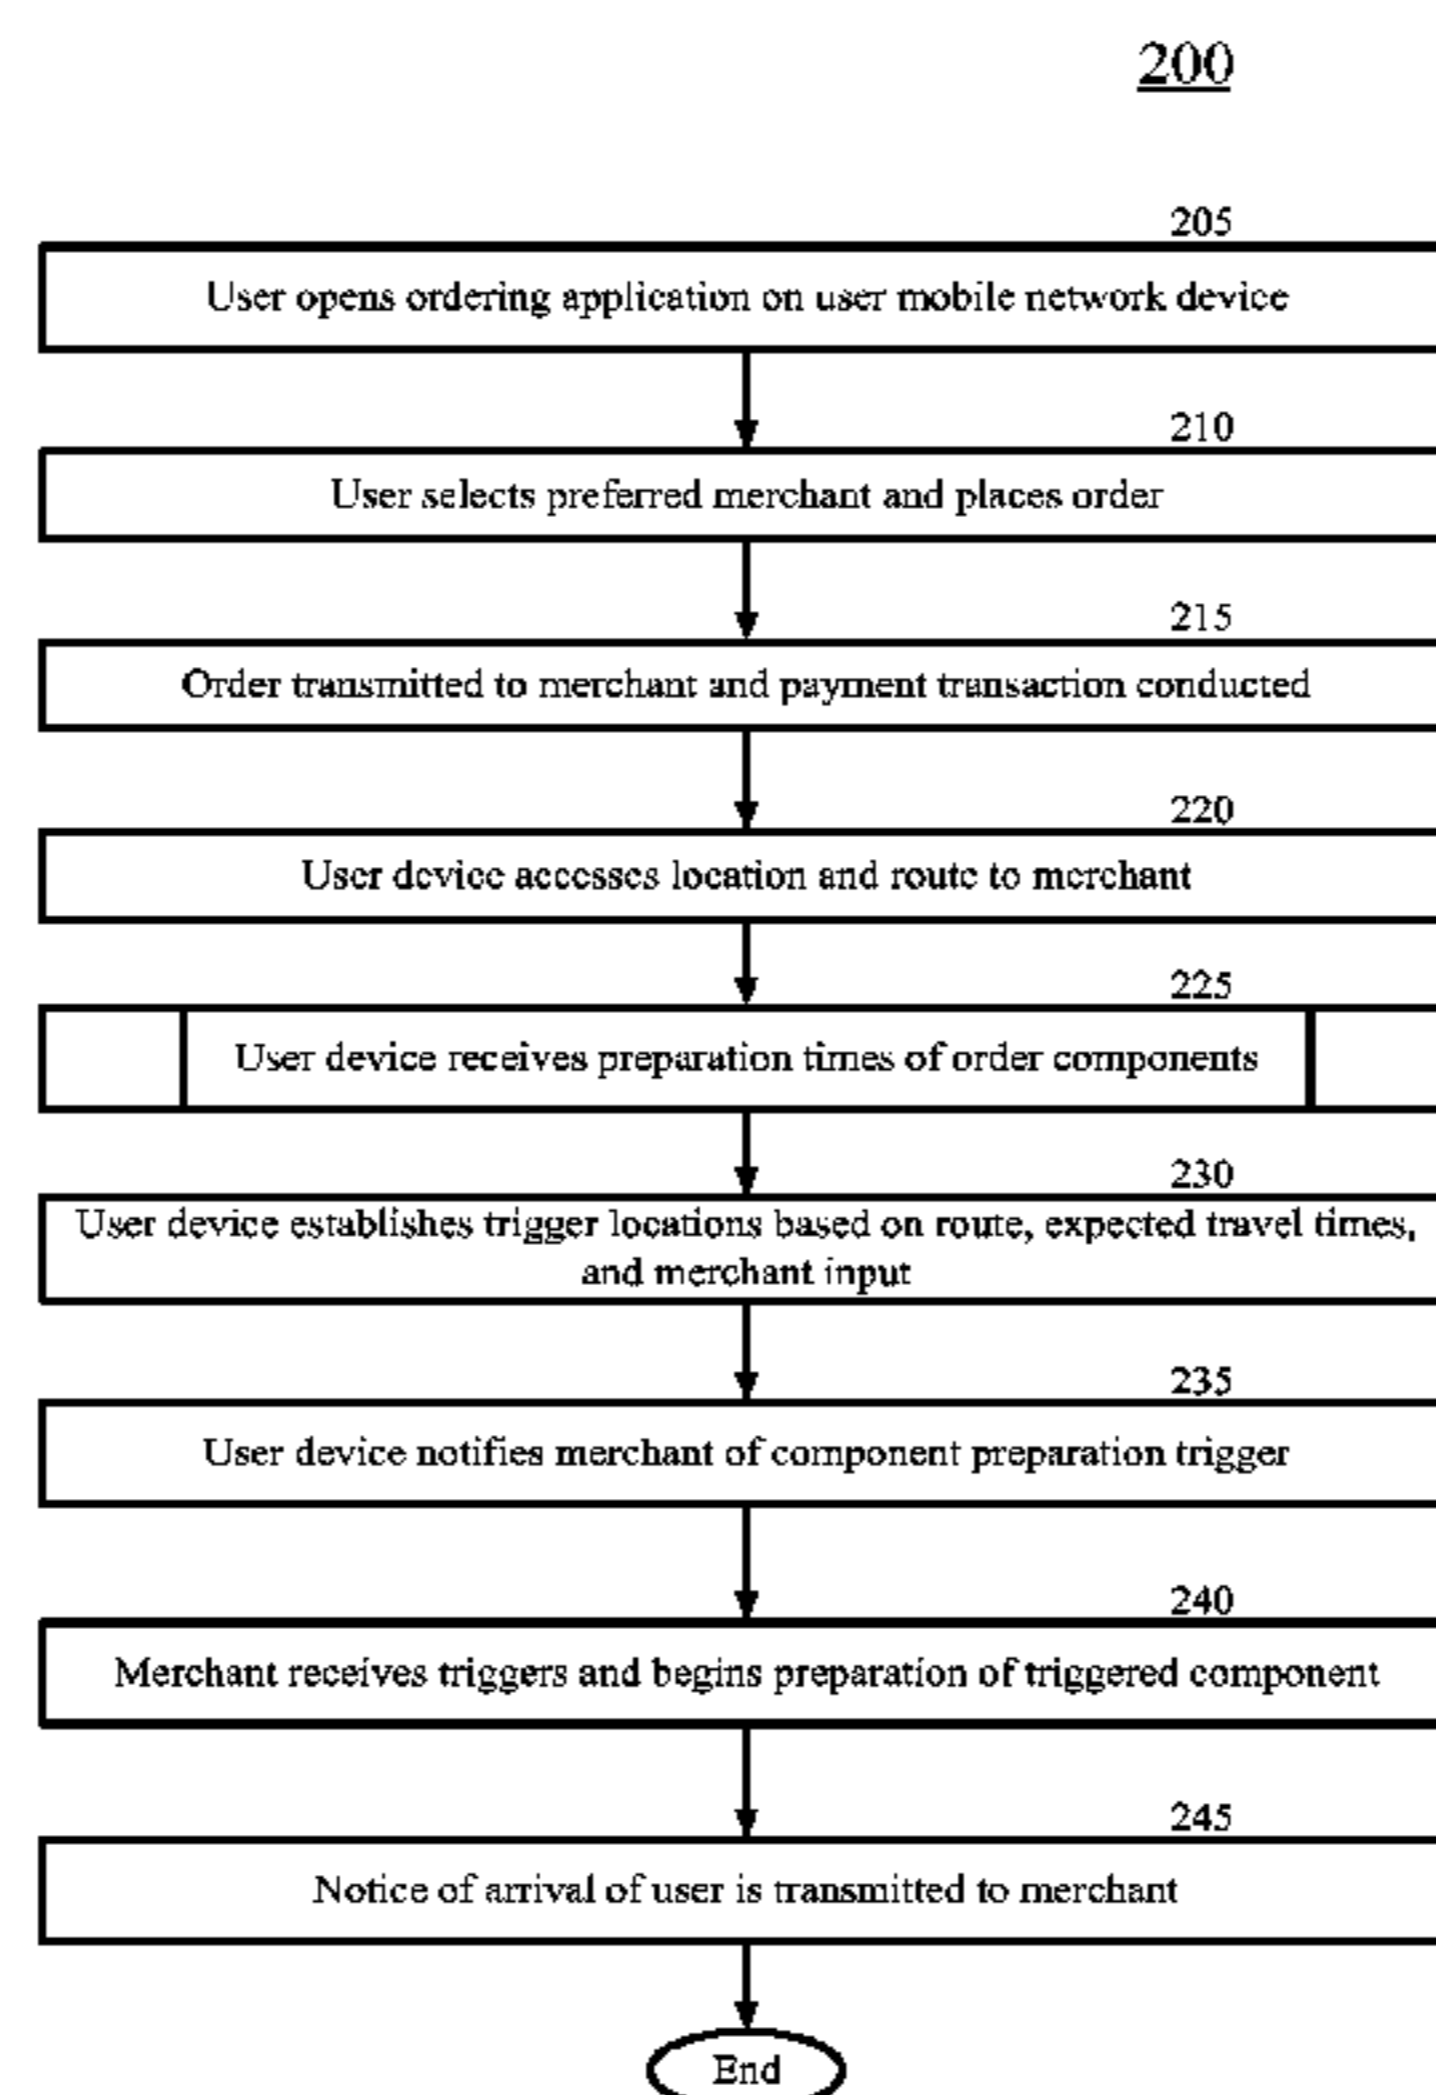 200
205
User opens ordering application on user mobile network device
210
User selects preferred merchant and places order
215
Order transmitted to merchant and payment transaction conducted
220
User device accesses location and route to merchant
225
User device receives preparation times of order components
230
User device establishes trigger locations based on route, expected travel times,
and merchant input
235
User device notifies merchant of component preparation trigger
240
Merchant receives triggers and begins preparation of triggered component
245
Notice of arrival of user is transmitted to merchant
End